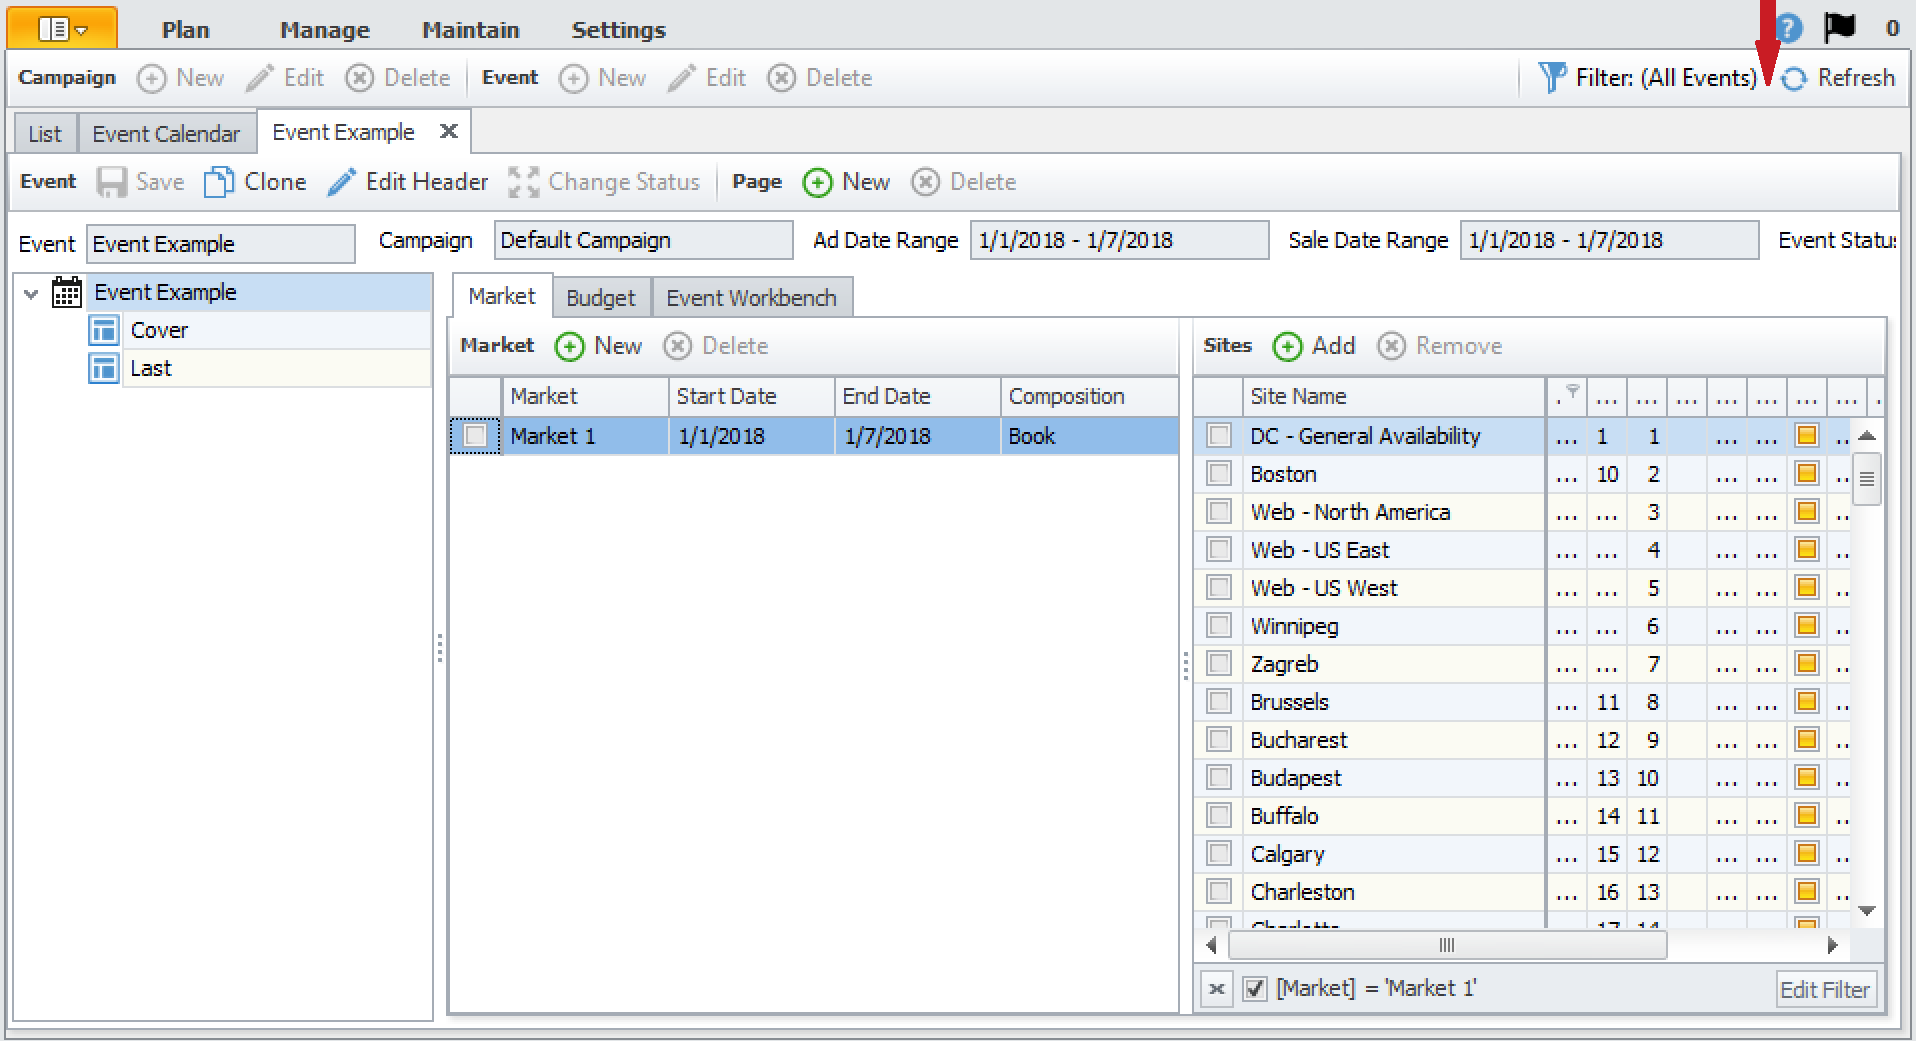 Plan Manage Maintain Settings 0
Campaign New Edit Delete Event New Edit Delete Filter: (All Events) Refresh
List Event Calendar Event Example
Event Save Clone Edit Header Change Status Page New Delete
Event Event Example Campaign Default Campaign Ad Date Range 1/1/2018 - 1/7/2018 Sale Date Range 1/1/2018 - 1/7/2018 Event Statu
Event Example
Cover
Last
Market Budget Event Workbench
Market New Delete
Market Start Date End Date Composition
Market 1 1/1/2018 1/7/2018 Book
Sites Add Remove
Site Name . ... ... ... ... ... ... ... .
DC - General Availability ... 1 1 ... ... ..
Boston ... 10 2 ... ... ..
Web - North America ... ... 3 ... ... ..
Web - US East ... ... 4 ... ... ..
Web - US West ... ... 5 ... ... ..
Winnipeg ... ... 6 ... ... ..
Zagreb ... ... 7 ... ... ..
Brussels ... 11 8 ... ... ..
Bucharest ... 12 9 ... ... ..
Budapest ... 13 10 ... ... ..
Buffalo ... 14 11 ... ... ..
Calgary ... 15 12 ... ... ..
Charleston ... 16 13 ... ... ..
Charlotte 17 14
[Market] = 'Market 1' Edit Filter